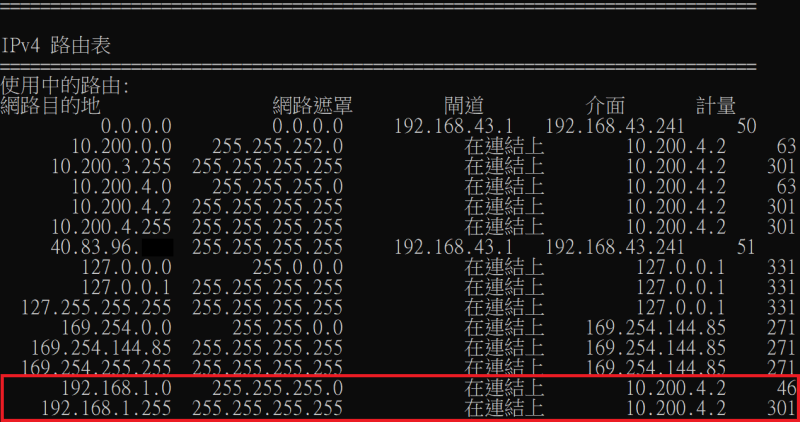 ===========================================================================
IPv4 路由表
===========================================================================
使用中的路由:
網路目的地 網路遮罩 閘道 介面 計量
0.0.0.0 0.0.0.0 192.168.43.1 192.168.43.241 50
10.200.0.0 255.255.252.0 在連結上 10.200.4.2 63
10.200.3.255 255.255.255.255 在連結上 10.200.4.2 301
10.200.4.0 255.255.255.0 在連結上 10.200.4.2 63
10.200.4.2 255.255.255.255 在連結上 10.200.4.2 301
10.200.4.255 255.255.255.255 在連結上 10.200.4.2 301
40.83.96. 255.255.255.255 192.168.43.1 192.168.43.241 51
127.0.0.0 255.0.0.0 在連結上 127.0.0.1 331
127.0.0.1 255.255.255.255 在連結上 127.0.0.1 331
127.255.255.255 255.255.255.255 在連結上 127.0.0.1 331
169.254.0.0 255.255.0.0 在連結上 169.254.144.85 271
169.254.144.85 255.255.255.255 在連結上 169.254.144.85 271
169.254.255.255 255.255.255.255 在連結上 169.254.144.85 271
192.168.1.0 255.255.255.0 在連結上 10.200.4.2 46
192.168.1.255 255.255.255.255 在連結上 10.200.4.2 301